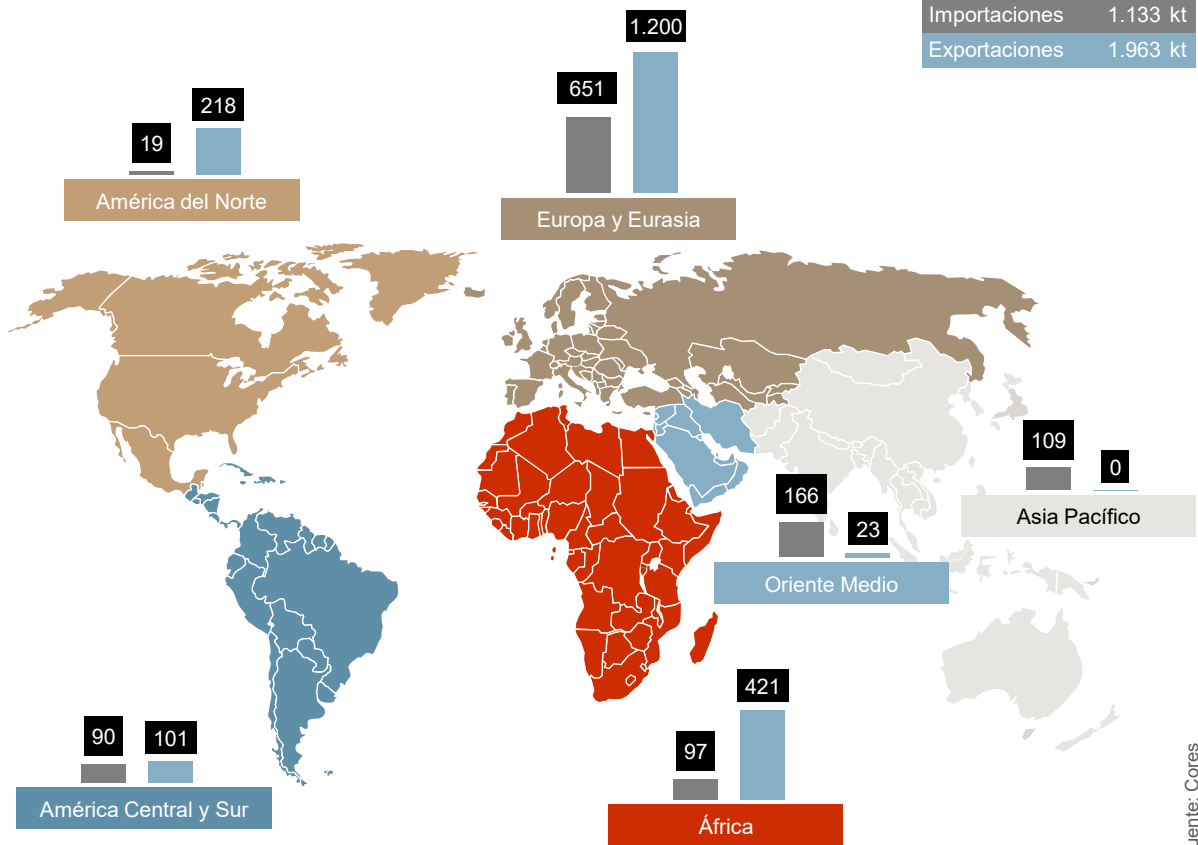 Importaciones 1.133 kt
Exportaciones 1.963 kt
1.200
651
218
19
América del Norte
Europa y Eurasia
109
0
Asia Pacífico
166
23
Oriente Medio
421
97
África
90
101
América Central y Sur
Cores